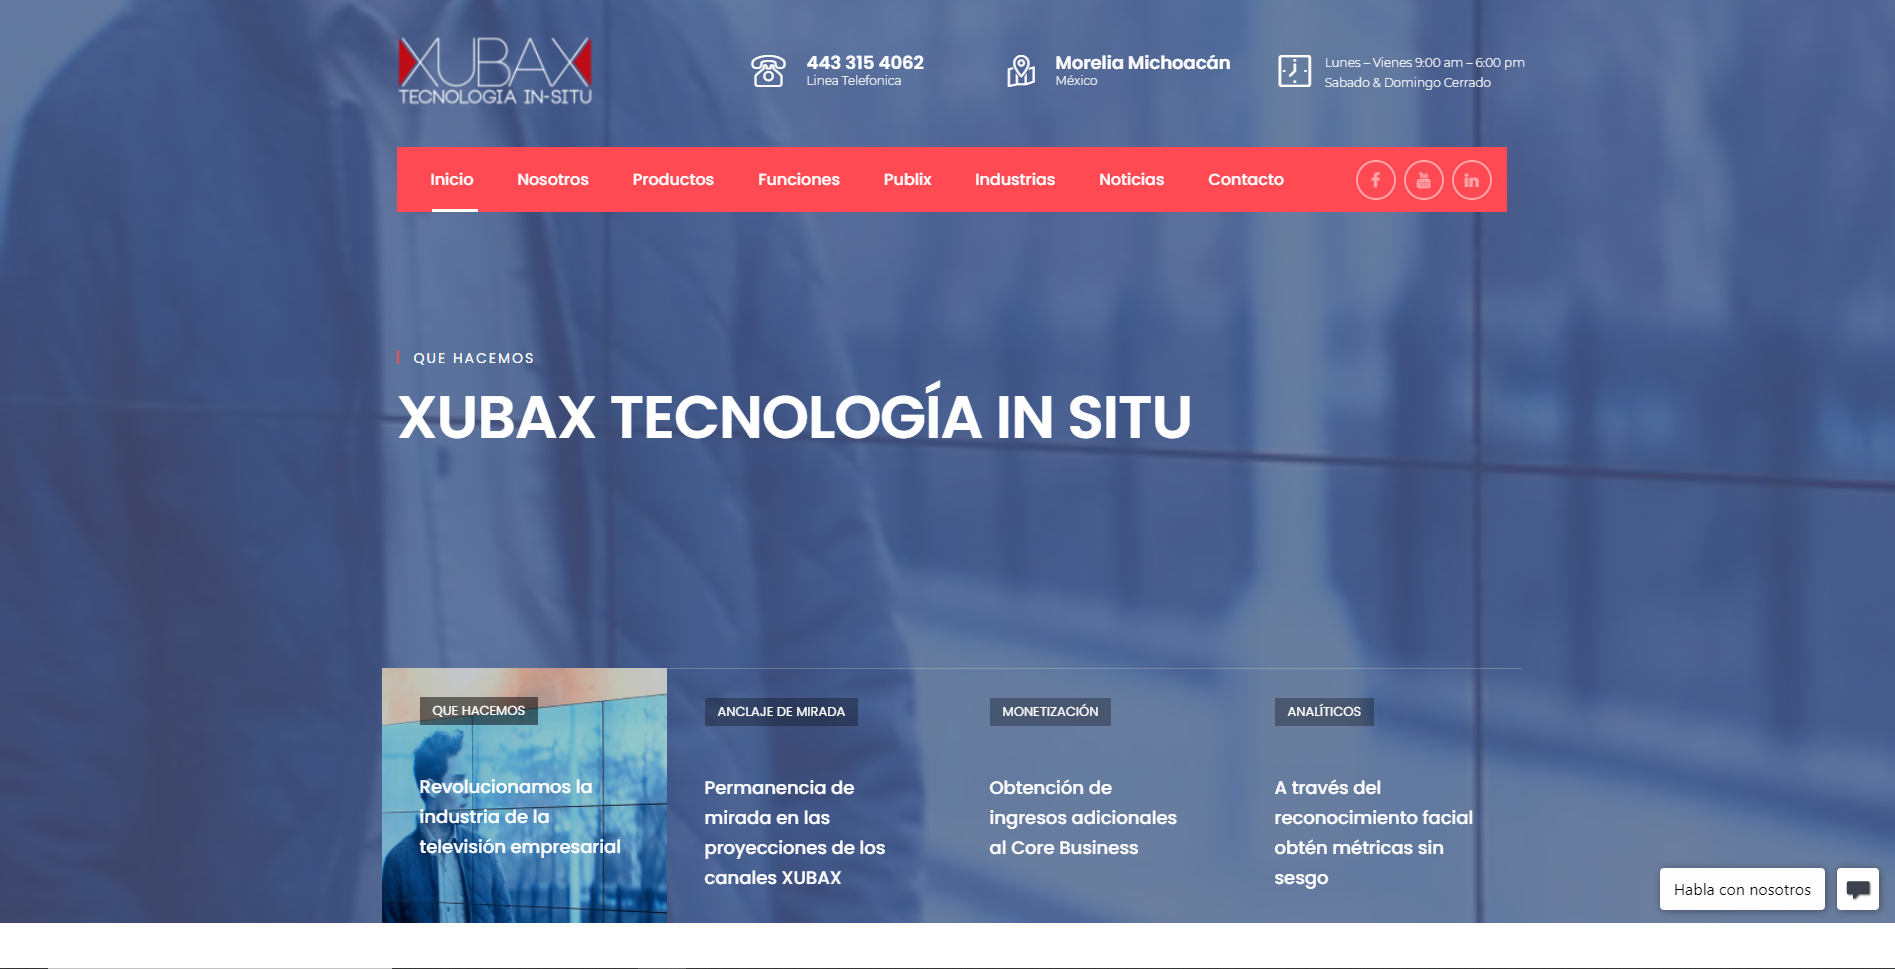 XUBAX
TECNOLOGIA IN-SITU
443 315 4062
Linea Telefonica
Morelia Michoacán
México
Lunes – Vienes 9:00 am – 6:00 pm
Sabado & Domingo Cerrado
Inicio Nosotros Productos Funciones Publix Industrias Noticias Contacto
QUE HACEMOS
XUBAX TECNOLOGÍA IN SITU
QUE HACEMOS
Revolucionamos la
industria de la
televisión empresarial
ANCLAJE DE MIRADA
Permanencia de
mirada en las
proyecciones de los
canales XUBAX
MONETIZACIÓN
Obtención de
ingresos adicionales
al Core Business
ANALÍTICOS
A través del
reconocimiento facial
obtén métricas sin
sesgo
Habla con nosotros